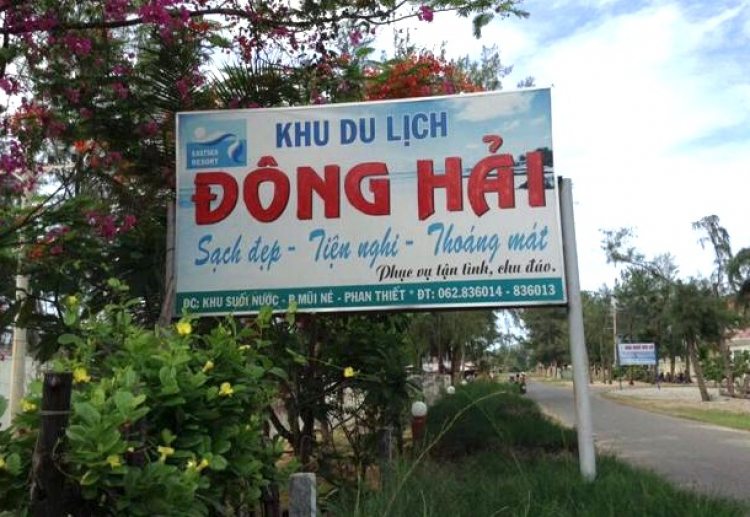 EASTSEA
RESORT
KHU DU LỊCH
ĐÔNG HẢI
Sạch đẹp - Tiện nghi - Thoáng mát
Phục vụ tận tình, chu đáo.
ĐC: KHU SUỐI NƯỚC - P.MŨI NÉ - PHAN THIẾT * ĐT: 062.836014 - 836013